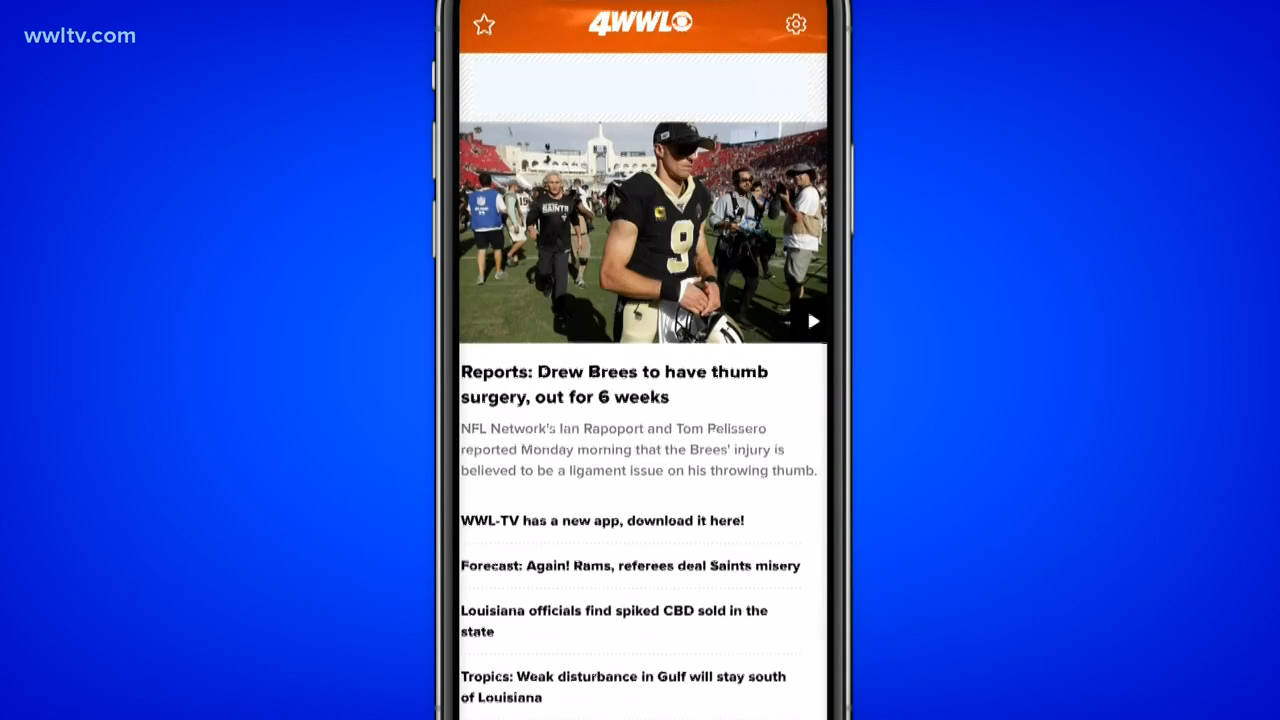 wwltv.com
4WWL
9
SAINTS
Reports: Drew Brees to have thumb
surgery, out for 6 weeks
NFL Network's Ian Rapoport and Tom Pelissero
reported Monday morning that the Brees' injury is
believed to be a ligament issue on his throwing thumb.
WWL-TV has a new app, download it here!
Forecast: Again! Rams, referees deal Saints misery
Louisiana officials find spiked CBD sold in the
state
Tropics: Weak disturbance in Gulf will stay south
of Louisiana